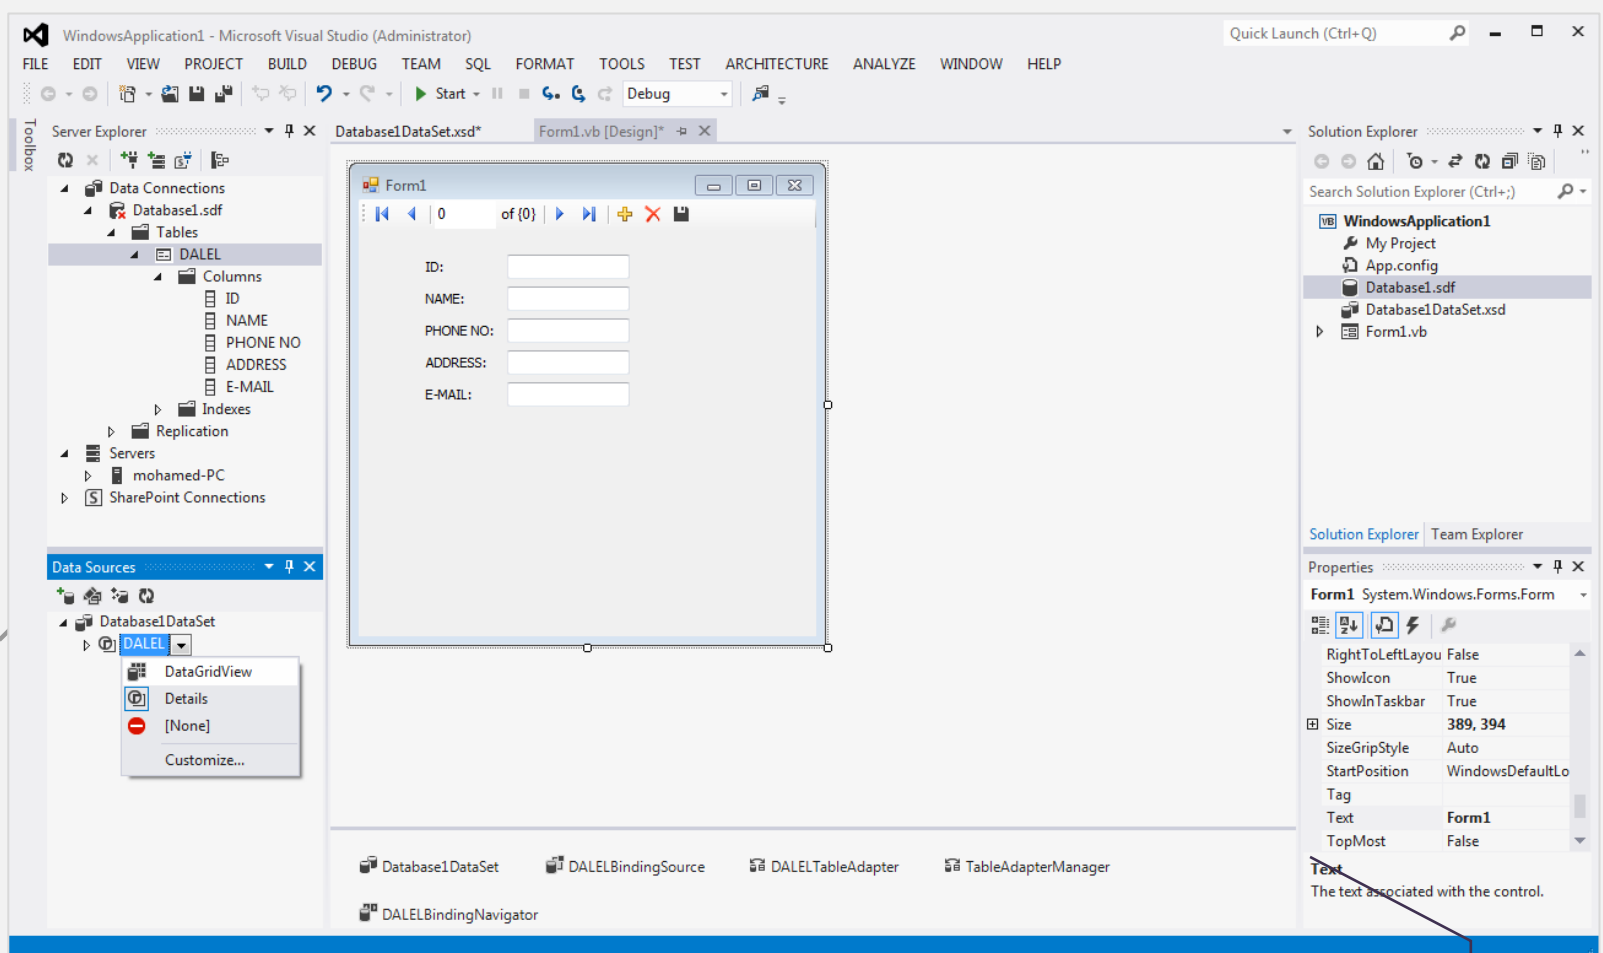 WindowsApplication1 - Microsoft Visual Studio (Administrator)
Quick Launch (Ctrl+Q)
FILE EDIT VIEW PROJECT BUILD DEBUG TEAM SQL FORMAT TOOLS TEST ARCHITECTURE ANALYZE WINDOW HELP
Start
Debug
Toolbox
Server Explorer
Data Connections
Database1.sdf
Tables
DALEL
Columns
ID
NAME
PHONE NO
ADDRESS
E-MAIL
Indexes
Replication
Servers
mohamed-PC
SharePoint Connections
Data Sources
Database1DataSet
DALEL
DataGridView
Details
[None]
Customize...
Database1DataSet.xsd*
Form1.vb [Design]*
Form1
0 of {0}
ID:
NAME:
PHONE NO:
ADDRESS:
E-MAIL:
Database1DataSet
DALELBindingSource
DALELTableAdapter
TableAdapterManager
DALELBindingNavigator
Solution Explorer
Search Solution Explorer (Ctrl+;)
VB WindowsApplication1
My Project
App.config
Database1.sdf
Database1DataSet.xsd
Form1.vb
Solution Explorer
Team Explorer
Properties
Form1 System.Windows.Forms.Form
RightToLeftLayou False
ShowIcon True
ShowInTaskbar True
Size 389, 394
SizeGripStyle Auto
StartPosition WindowsDefaultLo
Tag
Text Form1
TopMost False
Text
The text associated with the control.